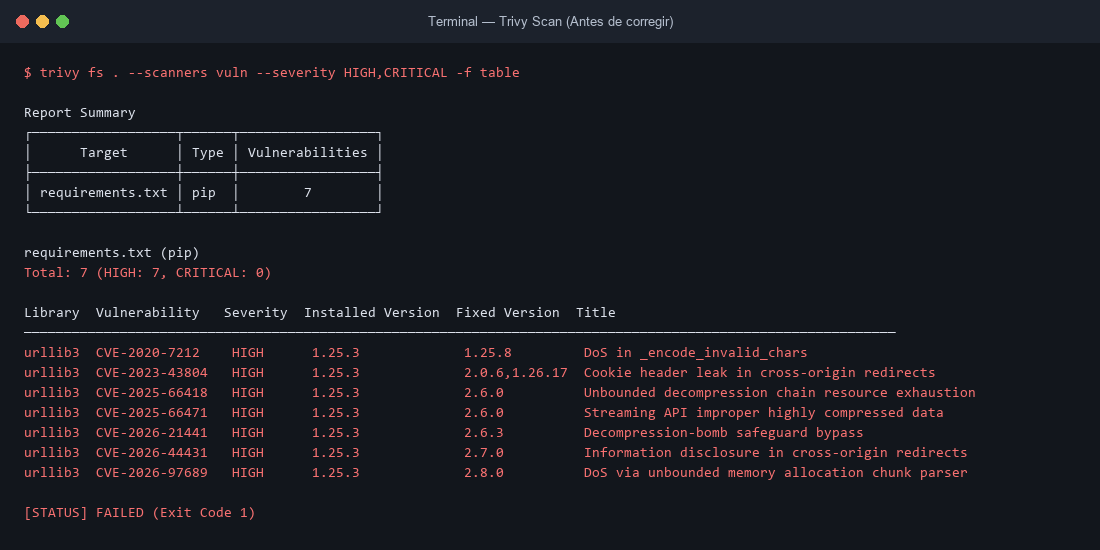 Terminal — Trivy Scan (Antes de corregir)
$ trivy fs . --scanners vuln --severity HIGH,CRITICAL -f table
Report Summary
Target │ Type │ Vulnerabilities
requirements.txt │ pip │ 7
requirements.txt (pip)
Total: 7 (HIGH: 7, CRITICAL: 0)
Library Vulnerability Severity Installed Version Fixed Version Title
urllib3 CVE-2020-7212 HIGH 1.25.3 1.25.8 DoS in _encode_invalid_chars
urllib3 CVE-2023-43804 HIGH 1.25.3 2.0.6,1.26.17 Cookie header leak in cross-origin redirects
urllib3 CVE-2025-66418 HIGH 1.25.3 2.6.0 Unbounded decompression chain resource exhaustion
urllib3 CVE-2025-66471 HIGH 1.25.3 2.6.0 Streaming API improper highly compressed data
urllib3 CVE-2026-21441 HIGH 1.25.3 2.6.3 Decompression-bomb safeguard bypass
urllib3 CVE-2026-44431 HIGH 1.25.3 2.7.0 Information disclosure in cross-origin redirects
urllib3 CVE-2026-97689 HIGH 1.25.3 2.8.0 DoS via unbounded memory allocation chunk parser
[STATUS] FAILED (Exit Code 1)